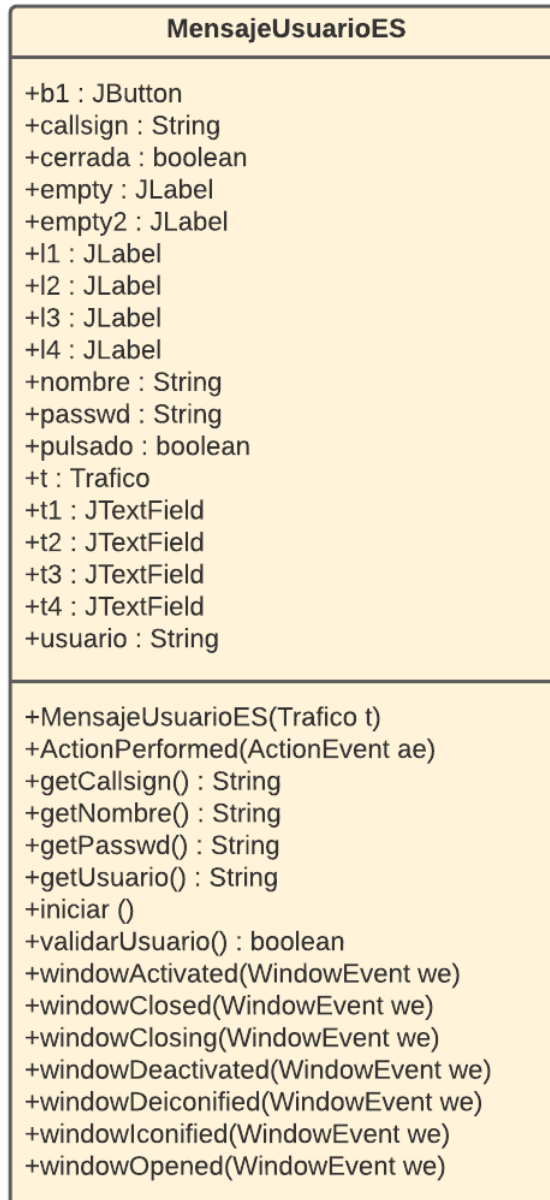 MensajeUsuarioES
+b1 : JButton
+callsign : String
+cerrada : boolean
+empty : JLabel
+empty2 : JLabel
+l1 : JLabel
+l2 : JLabel
+l3 : JLabel
+l4 : JLabel
+nombre : String
+passwd : String
+pulsado : boolean
+t : Trafico
+t1 : JTextField
+t2 : JTextField
+t3 : JTextField
+t4 : JTextField
+usuario : String
+MensajeUsuarioES(Trafico t)
+ActionPerformed(ActionEvent ae)
+getCallsign() : String
+getNombre() : String
+getPasswd() : String
+getUsuario() : String
+iniciar ()
+validarUsuario() : boolean
+windowActivated(WindowEvent we)
+windowClosed(WindowEvent we)
+windowClosing(WindowEvent we)
+windowDeactivated(WindowEvent we)
+windowDeiconified(WindowEvent we)
+windowIconified(WindowEvent we)
+windowOpened(WindowEvent we)